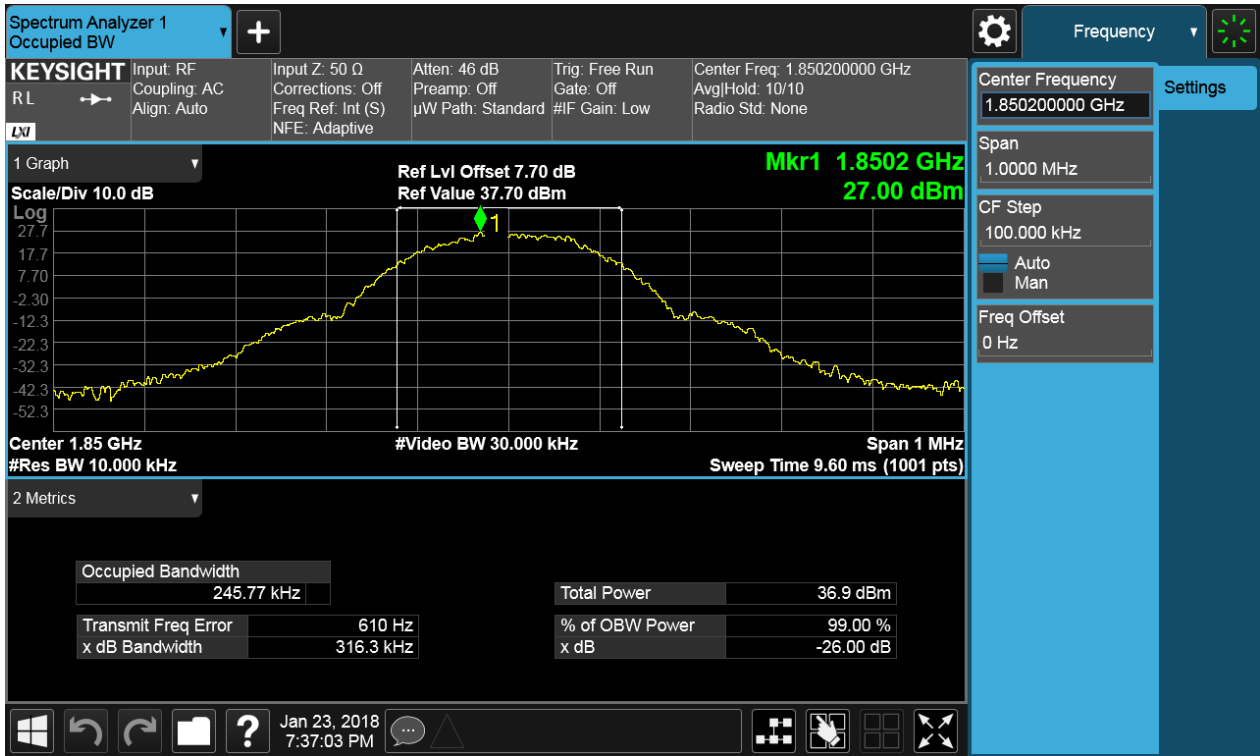 Spectrum Analyzer 1
Occupied BW
+
Frequency
KEYSIGHT
RL
LXI
Input: RF
Coupling: AC
Align: Auto
Input Z: 50 Ω
Corrections: Off
Freq Ref: Int (S)
NFE: Adaptive
Atten: 46 dB
Preamp: Off
µW Path: Standard
Trig: Free Run
Gate: Off
#IF Gain: Low
Center Freq: 1.850200000 GHz
Avg|Hold: 10/10
Radio Std: None
Center Frequency
1.850200000 GHz
Settings
Span
1.0000 MHz
CF Step
100.000 kHz
Auto
Man
Freq Offset
0 Hz
1 Graph
Scale/Div 10.0 dB
Ref Lvl Offset 7.70 dB
Ref Value 37.70 dBm
Mkr1 1.8502 GHz
27.00 dBm
Log
1
27.7
17.7
7.70
-2.30
-12.3
-22.3
-32.3
-42.3
-52.3
Center 1.85 GHz
#Video BW 30.000 kHz
Span 1 MHz
#Res BW 10.000 kHz
Sweep Time 9.60 ms (1001 pts)
2 Metrics
Occupied Bandwidth
245.77 kHz
Total Power 36.9 dBm
Transmit Freq Error 610 Hz
% of OBW Power 99.00 %
x dB Bandwidth 316.3 kHz
x dB -26.00 dB
?
Jan 23, 2018
7:37:03 PM